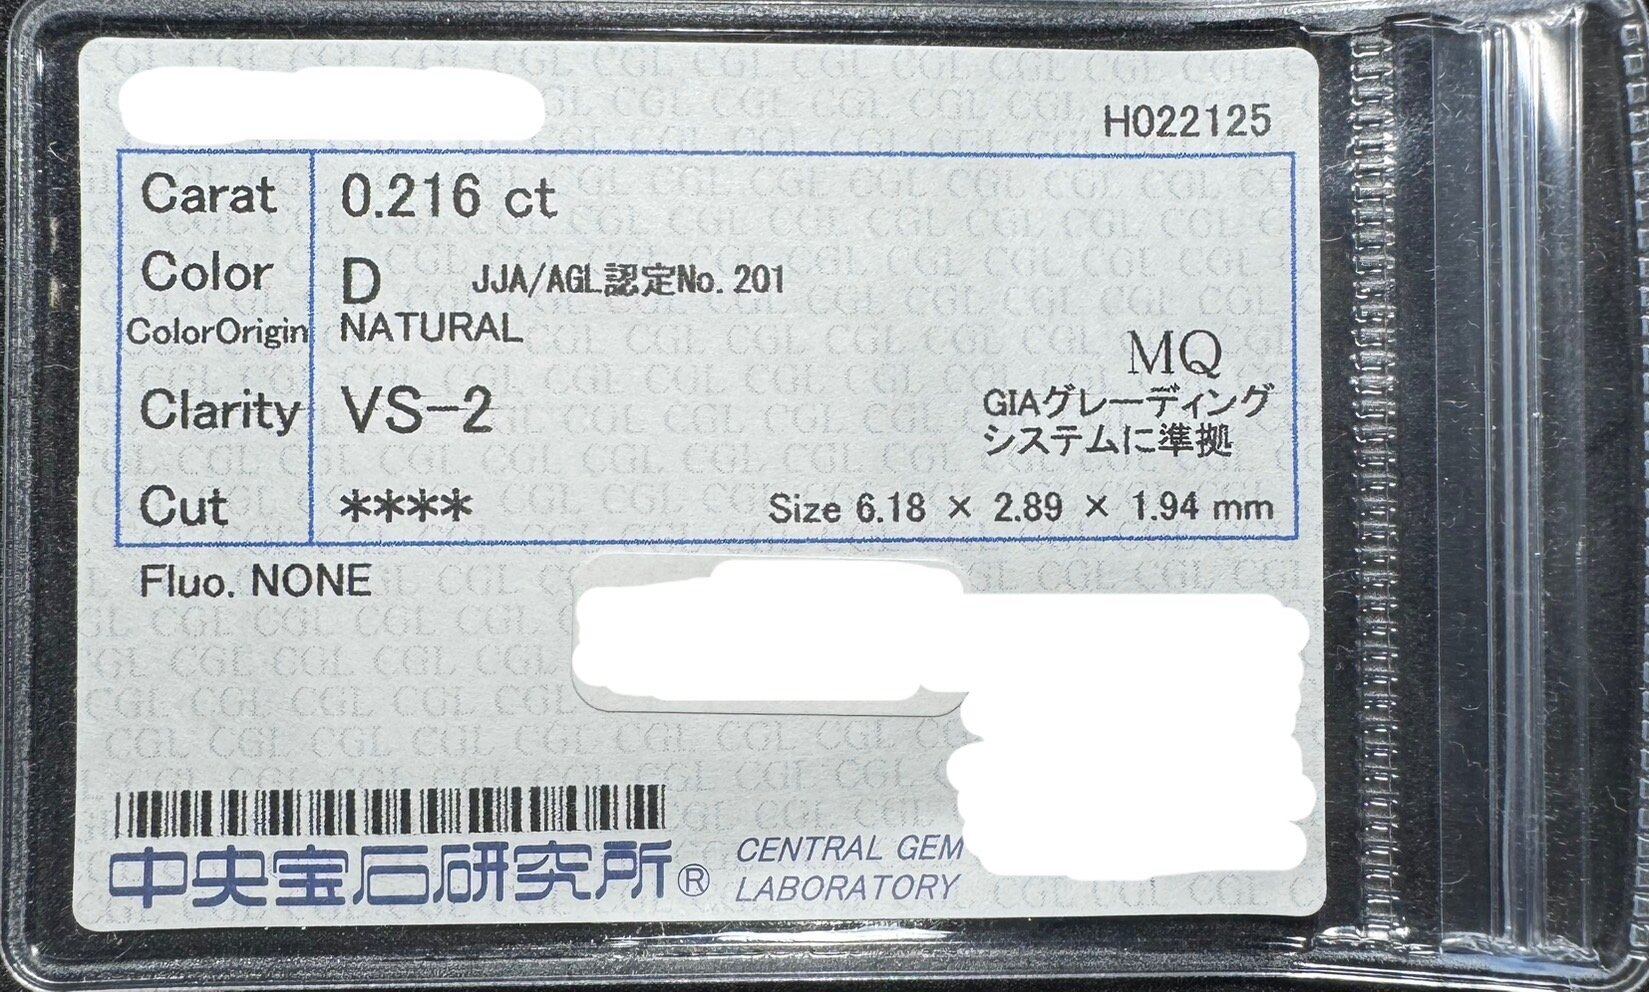 H022125
Carat 0.216 ct
Color D JJA/AGL認定No. 201
ColorOrigin NATURAL
MQ
Clarity VS-2
GIAグレーディング
システムに準拠
Cut ****
Size 6.18 × 2.89 × 1.94 mm
Fluo. NONE
中央宝石研究所®
CENTRAL GEM
LABORATORY